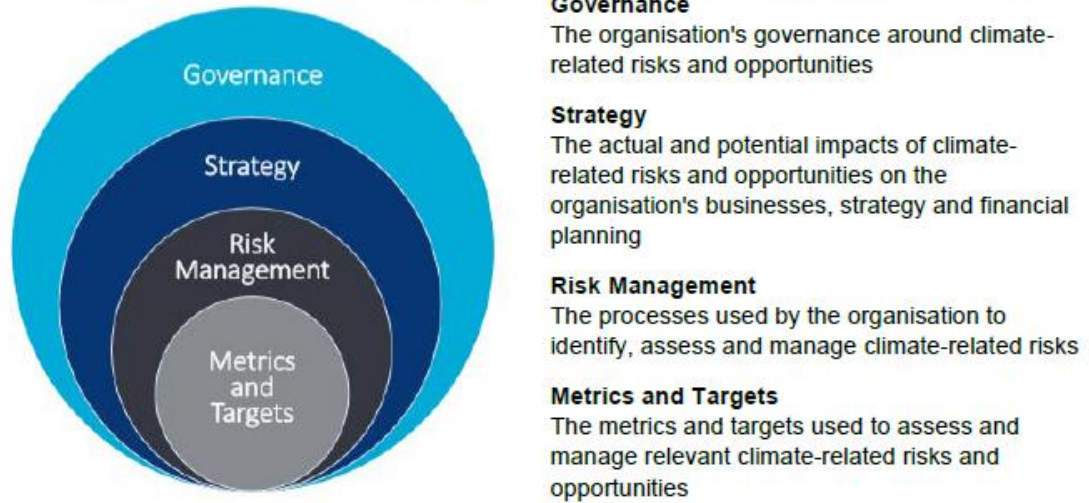 Governance
Strategy
Risk
Management
Metrics
and
Targets
Governance
The organisation's governance around climate-
related risks and opportunities
Strategy
The actual and potential impacts of climate-
related risks and opportunities on the
organisation's businesses, strategy and financial
planning
Risk Management
The processes used by the organisation to
identify, assess and manage climate-related risks
Metrics and Targets
The metrics and targets used to assess and
manage relevant climate-related risks and
opportunities